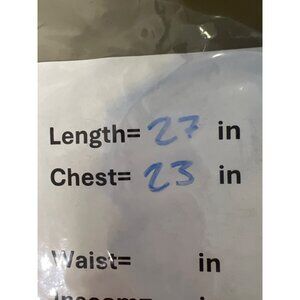 Length= 27 in
Chest= 23 in
Waist= in